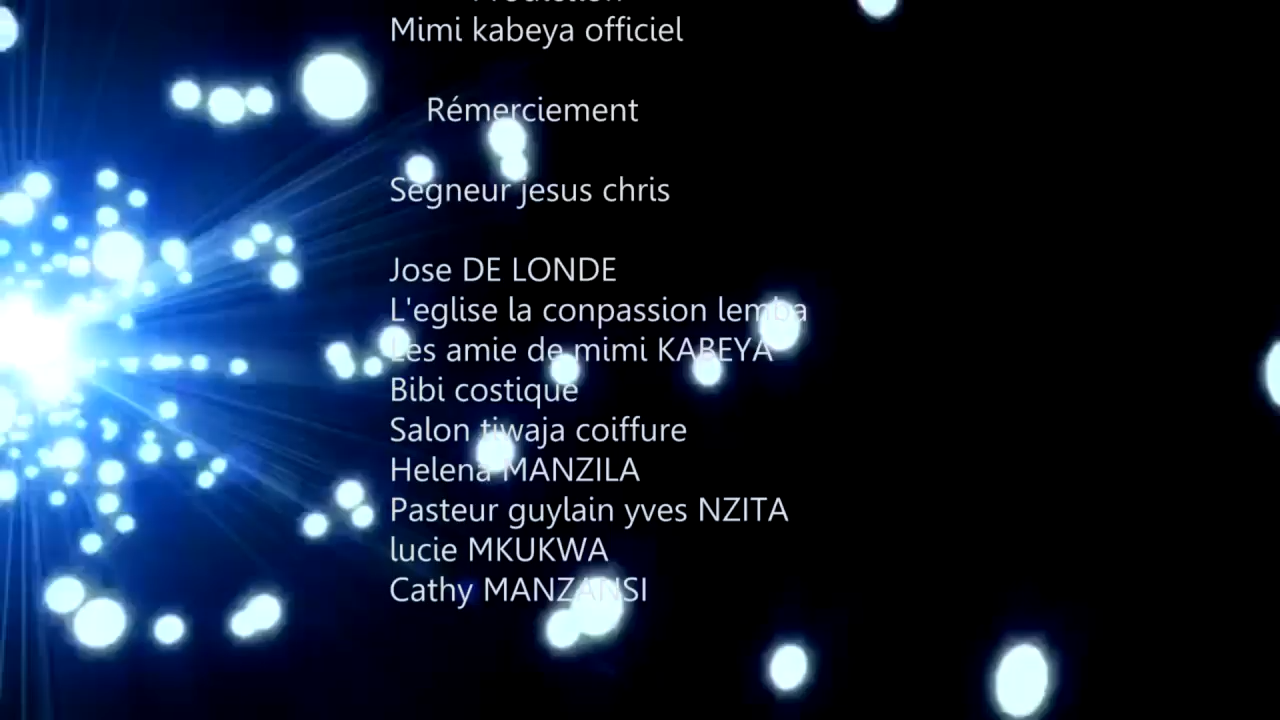 Mimi kabeya officiel
Rémerciement
Segneur jesus chris
Jose DE LONDE
L'eglise la conpassion lemba
Les amie de mimi KABEYA
Bibi costique
Salon tiwaja coiffure
Helena MANZILA
Pasteur guylain yves NZITA
lucie MKUKWA
Cathy MANZANSI